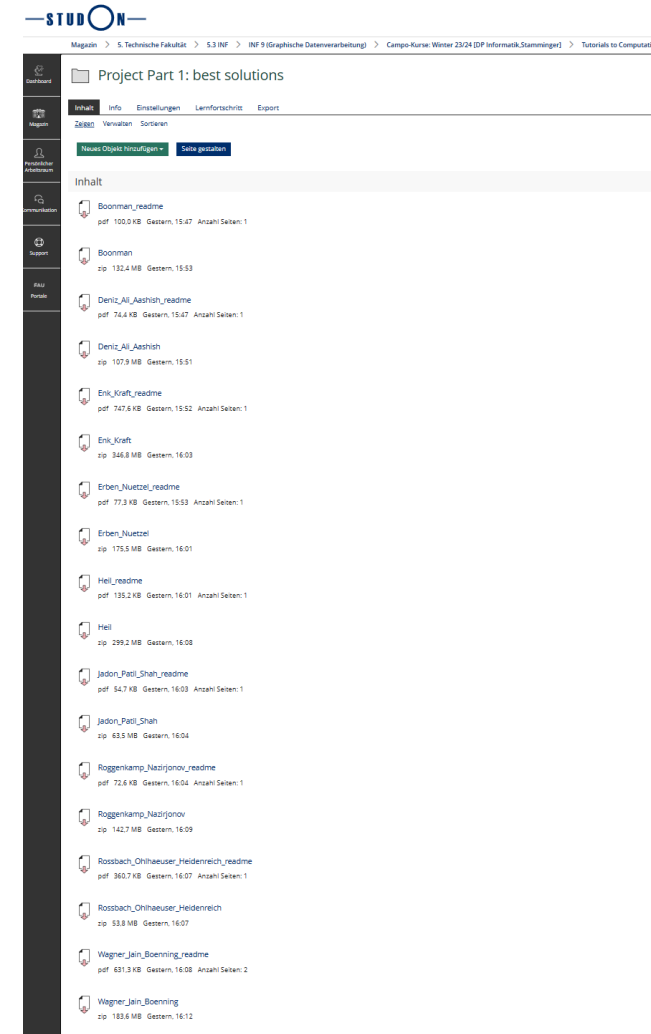 STUDON
Magazin > 5. Technische Fakultät > 5.3 INF > INF 9 (Graphische Datenverarbeitung) > Campo-Kurse: Winter 23/24 [DP Informatik,Stamminger] > Tutorials to Computati
Dashboard
Magazin
Persönlicher
Arbeitsraum
ommunikation
Support
FAU
Portale
Project Part 1: best solutions
Inhalt Info Einstellungen Lernfortschritt Export
Zeigen Verwalten Sortieren
Neues Objekt Hinzufügen Seite gestalten
Inhalt
Boonman_readme
pdf 100,0 KB Gestern, 15:47 Anzahl Seiten: 1
Boonman
zip 132,4 MB Gestern, 15:53
Deniz_Ali_Aashish_readme
pdf 74,4 KB Gestern, 15:47 Anzahl Seiten: 1
Deniz_Ali_Aashish
zip 107,9 MB Gestern, 15:51
Enk_Kraft_readme
pdf 747,6 KB Gestern, 15:52 Anzahl Seiten: 1
Enk_Kraft
zip 346,8 MB Gestern, 16:03
Erben_Nuetzel_readme
pdf 77,3 KB Gestern, 15:53 Anzahl Seiten: 1
Erben_Nuetzel
zip 175,5 MB Gestern, 16:01
Heil_readme
pdf 135,2 KB Gestern, 16:01 Anzahl Seiten: 1
Heil
zip 299,2 MB Gestern, 16:08
Jadon_Patil_Shah_readme
pdf 54,7 KB Gestern, 16:03 Anzahl Seiten: 1
Jadon_Patil_Shah
zip 63,5 MB Gestern, 16:04
Roggenkamp_Nazirjonov_readme
pdf 72,6 KB Gestern, 16:04 Anzahl Seiten: 1
Roggenkamp_Nazirjonov
zip 142,7 MB Gestern, 16:09
Rossbach_Ohlhaeuser_Heidenreich_readme
pdf 360,7 KB Gestern, 16:07 Anzahl Seiten: 1
Rossbach_Ohlhaeuser_Heidenreich
zip 53,8 MB Gestern, 16:07
Wagner_Jain_Boenning_readme
pdf 631,3 KB Gestern, 16:08 Anzahl Seiten: 2
Wagner_Jain_Boenning
zip 183,6 MB Gestern, 16:12